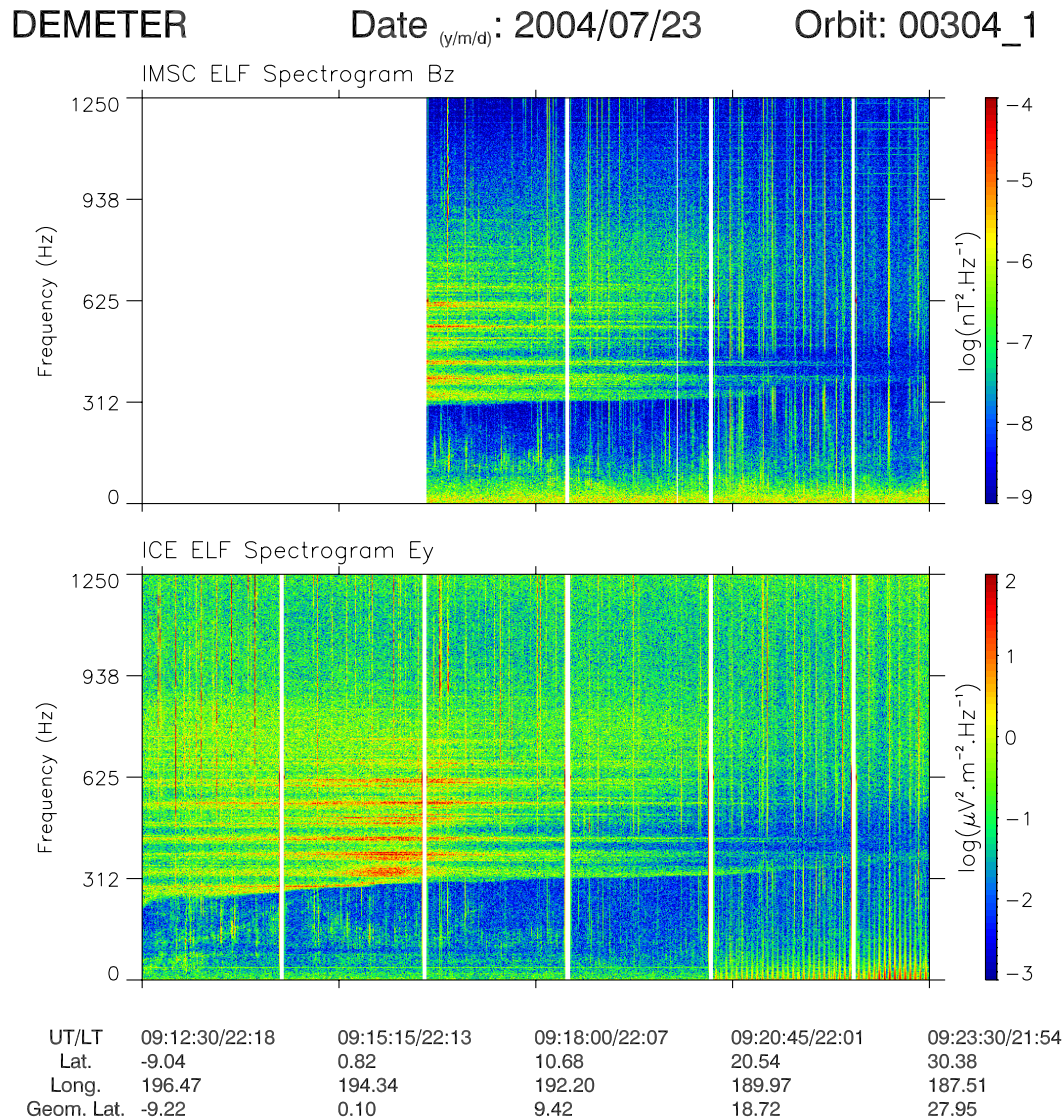 DEMETER Date (y/m/d): 2004/07/23 Orbit: 00304_1
IMSC ELF Spectrogram Bz
1250
938
625
312
0
Frequency (Hz)
−4
−5
−6
−7
−8
−9
log(nT².Hz⁻¹)
ICE ELF Spectrogram Ey
1250
938
625
312
0
Frequency (Hz)
2
1
0
−1
−2
−3
log(μV².m⁻².Hz⁻¹)
UT/LT 09:12:30/22:18 09:15:15/22:13 09:18:00/22:07 09:20:45/22:01 09:23:30/21:54
Lat. -9.04 0.82 10.68 20.54 30.38
Long. 196.47 194.34 192.20 189.97 187.51
Geom. Lat. -9.22 0.10 9.42 18.72 27.95